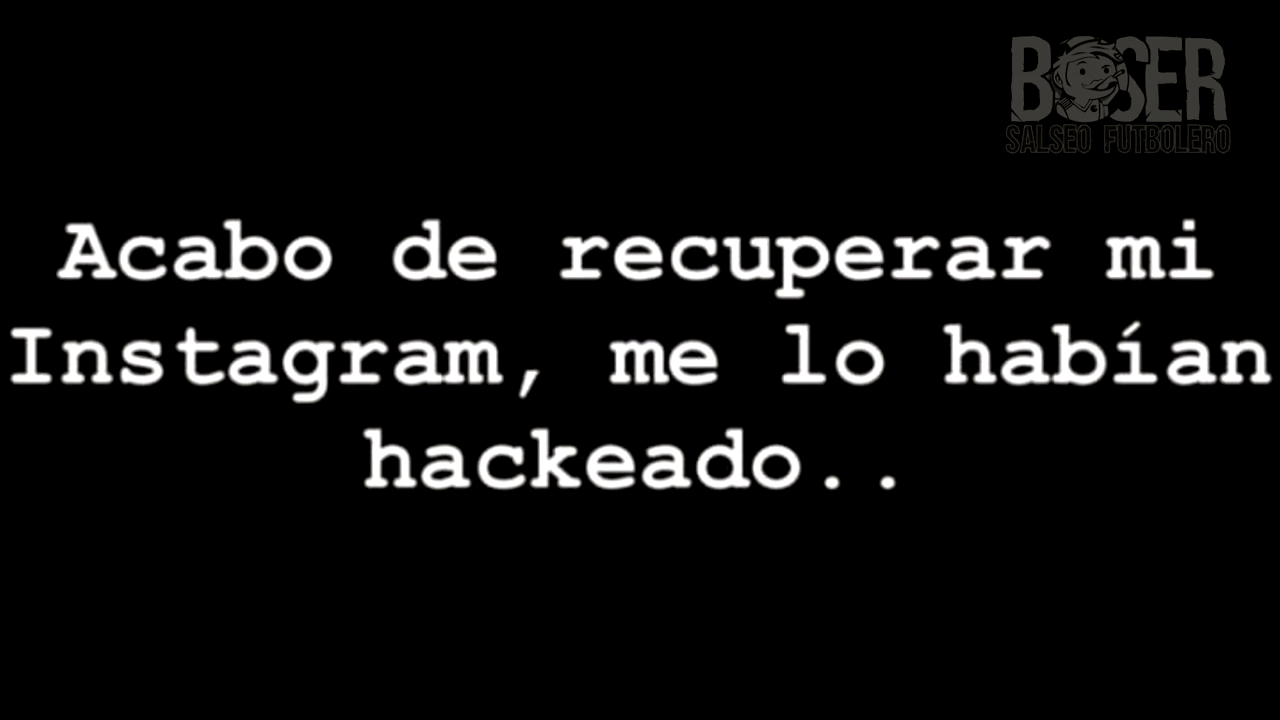 BOSER
SALSEO FUTBOLERO
Acabo de recuperar mi
Instagram, me lo habían
hackeado..